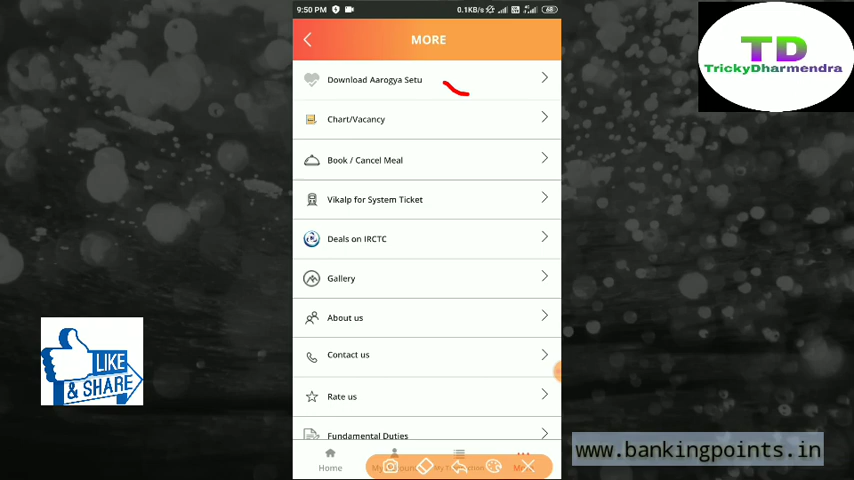 9:50 PM
0.1KB/s
68
MORE
TD
TrickyDharmendra
Download Aarogya Setu
Chart/Vacancy
Book / Cancel Meal
Vikalp for System Ticket
Deals on IRCTC
Gallery
About us
Contact us
Rate us
Fundamental Duties
LIKE
& SHARE
Home
www.bankingpoints.in